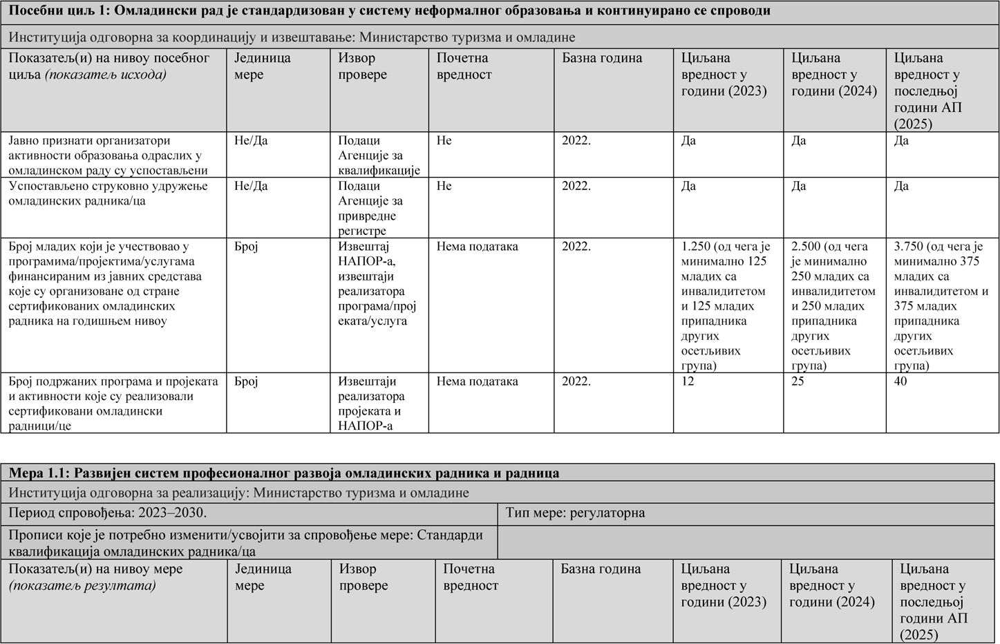 Посебни циљ 1: Омладински рад је стандардизован у систему неформалног образовања и континуирано се спроводи
Институција одговорна за координацију и извештавање: Министарство туризма и омладине
Показатељ(и) на нивоу посебног
циља (показатељ исхода)
Јединица
мере
Извор
провере
Почетна
вредност
Базна година
Циљана
вредност у
години (2023)
Циљана
вредност у
години (2024)
Циљана
вредност у
последњој
години АП
(2025)
Јавно признати организатори
активности образовања одраслих у
омладинском раду су успостављени
Не/Да
Подаци
Агенције за
квалификације
Не
2022.
Да
Да
Да
Успостављено струковно удружење
омладинских радника/ца
Не/Да
Подаци
Агенције за
привредне
регистре
Не
2022.
Да
Да
Да
Број младих који је учествовао у
програмима/пројектима/услугама
финансираним из јавних средстава
које су организоване од стране
сертификованих омладинских
радника на годишњем нивоу
Број
Извештај
НАПОР-а,
извештаји
реализатора
програма/прој
еката/услуга
Нема података
2022.
1.250 (од чега је
минимално 125
младих са
инвалидитетом
и 125 младих
припадника
других
осетљивих
група)
2.500 (од чега
је минимално
250 младих са
инвалидитетом
и 250 младих
припадника
других
осетљивих
група)
3.750 (од чега је
минимално 375
младих са
инвалидитетом и
375 младих
припадника
других
осетљивих
група)
Број подржаних програма и пројеката
и активности које су реализовали
сертификовани омладински
радници/це
Број
Извештаји
реализатора
пројеката и
НАПОР-а
Нема података
2022.
12
25
40
Мера 1.1: Развијен систем професионалног развоја омладинских радника и радница
Институција одговорна за реализацију: Министарство туризма и омладине
Период спровођења: 2023–2030.
Тип мере: регулаторна
Прописи које је потребно изменити/усвојити за спровођење мере: Стандарди
квалификација омладинских радника/ца
Показатељ(и) на нивоу мере
(показатељ резултата)
Јединица
мере
Извор
провере
Почетна
вредност
Базна година
Циљана
вредност у
години (2023)
Циљана
вредност у
години (2024)
Циљана
вредност у
последњој
години АП
(2025)